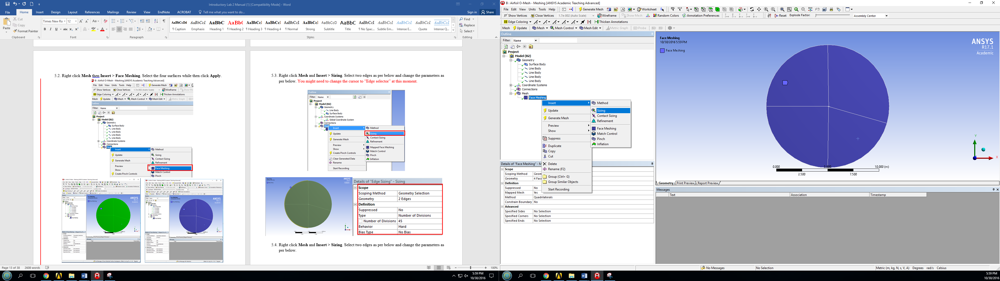 Introductory Lab 2 Manual (1) [Compatibility Mode] - Word
File Home Insert Design Layout References Mailings Review View EndNote ACROBAT Tell me what you want to do... Sign in Share
Cut
Copy
Format Painter
Paste
Clipboard
Times New Ro 12
Font
Paragraph
AaBbCcDd AaBbCcI AaBbC AaBb( AaBbCc] AaBbCcI AaBbCcI AaBbCcI AaBbCcD AaBbC AaBbCcI AaBbCcI AaBbCcI AaBbCcI AaBbCcI
¶ Caption Emphasis Heading 1 ¶ Heading 2 ¶ Heading 3 ¶ Heading 4 ¶ Normal Strong Subtitle Title ¶ No Spac... Subtle Em... Intense E... Quote Intense Q...
Styles
Find
Replace
Select
Editing
5.2. Right click Mesh then Insert > Face Meshing. Select the four surfaces while then click Apply.
B : Airfoil O-Mesh - Meshing [ANSYS Academic Teaching Advanced]
File Edit View Units Tools Help Generate Mesh
Show Vertices Close Vertices 1.7e-002 (Auto Scale) Wireframe Show Me
Edge Coloring Thicken Annotations
Mesh Update Mesh Mesh Control Mesh Edit Metric Graph
Outline
Filter: Name
Project
Model (B2)
Geometry
Surface Body
Line Body
Line Body
Line Body
Line Body
Coordinate Systems
Connections
Insert
Update
Generate Mesh
Preview
Show
Create Pinch Controls
Method
Sizing
Contact Sizing
Refinement
Face Meshing
Match Control
Pinch
5.3. Right click Mesh and Insert > Sizing. Select two edges as per below and change the parameters as
per below. You might need to change the cursor to "Edge selector" at this moment.
Outline
Filter: Name
Project
Model (B2)
Geometry
Line Body
Surface Body
Coordinate Systems
Global Coordinate System
Connections
Insert
Update
Generate Mesh
Preview
Show
Create Pinch Controls
Clear Generated Data
Rename
Start Recording
Method
Sizing
Contact Sizing
Refinement
Mapped Face Meshing
Match Control
Pinch
Inflation
ANSYS
Details of "Edge Sizing" - Sizing
Scope
Scoping Method Geometry Selection
Geometry 2 Edges
Definition
Suppressed No
Type Number of Divisions
Number of Divisions 45
Behavior Hard
Bias Type No Bias
5.4. Right click Mesh and Insert > Sizing. Select two edges as per below and change the parameters as
per below.
Page 13 of 38 2608 words
100%
5:59 PM
10/30/2016
B : Airfoil O-Mesh - Meshing [ANSYS Academic Teaching Advanced]
File Edit View Units Tools Help Generate Mesh Worksheet
Show Vertices Close Vertices 1.7e-002 (Auto Scale) Wireframe Show Mesh Random Colors Annotation Preferences Reset Explode Factor: Assembly Center
Edge Coloring Thicken Annotations
Mesh Update Mesh Mesh Control Mesh Edit Metric Graph Probe
Outline
Filter: Name
Project
Model (B2)
Geometry
Surface Body
Line Body
Line Body
Line Body
Line Body
Coordinate Systems
Connections
Mesh
Face Meshing
Insert
Update
Generate Mesh
Preview
Show
Suppress
Duplicate
Copy
Cut
Delete
Rename (F2)
Group (Ctrl+ G)
Group Similar Objects
Start Recording
Method
Sizing
Contact Sizing
Refinement
Face Meshing
Match Control
Pinch
Inflation
Details of "Face Meshing" - M
Scope
Scoping Method Geom
Geometry 4 Face
Definition
Suppressed No
Mapped Mesh Yes
Method Quadrilaterals
Constrain Boundary No
Advanced
Specified Sides No Selection
Specified Corners No Selection
Specified Ends No Selection
Face Meshing
10/30/2016 5:59 PM
Face Meshing
ANSYS
R17.1
Academic
Y
X
0.000 5.000 10.000 (m)
2.500 7.500
Geometry Print Preview Report Preview
Messages
Text Association Timestamp
No Messages No Selection Metric (m, kg, N, s, V, A) Degrees rad/s Celsius
5:59 PM
10/30/2016